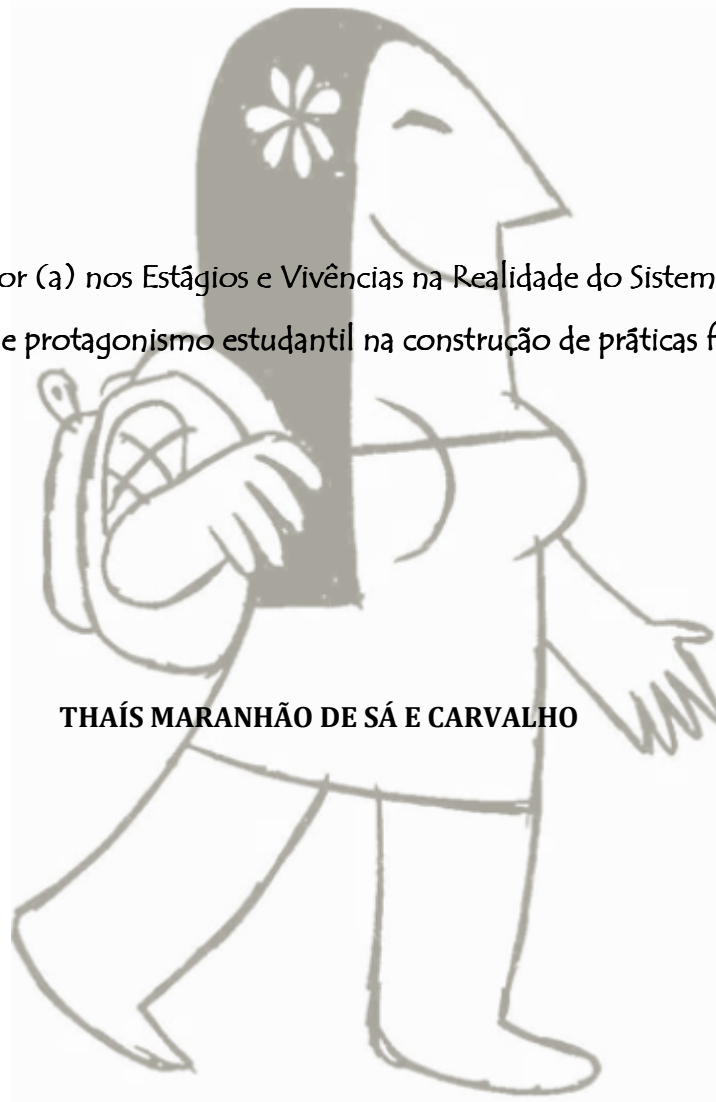 or (a) nos Estágios e Vivências na Realidade do Sistem
e protagonismo estudantil na construção de práticas f
THAÍS MARANHÃO DE SÁ E CARVALHO